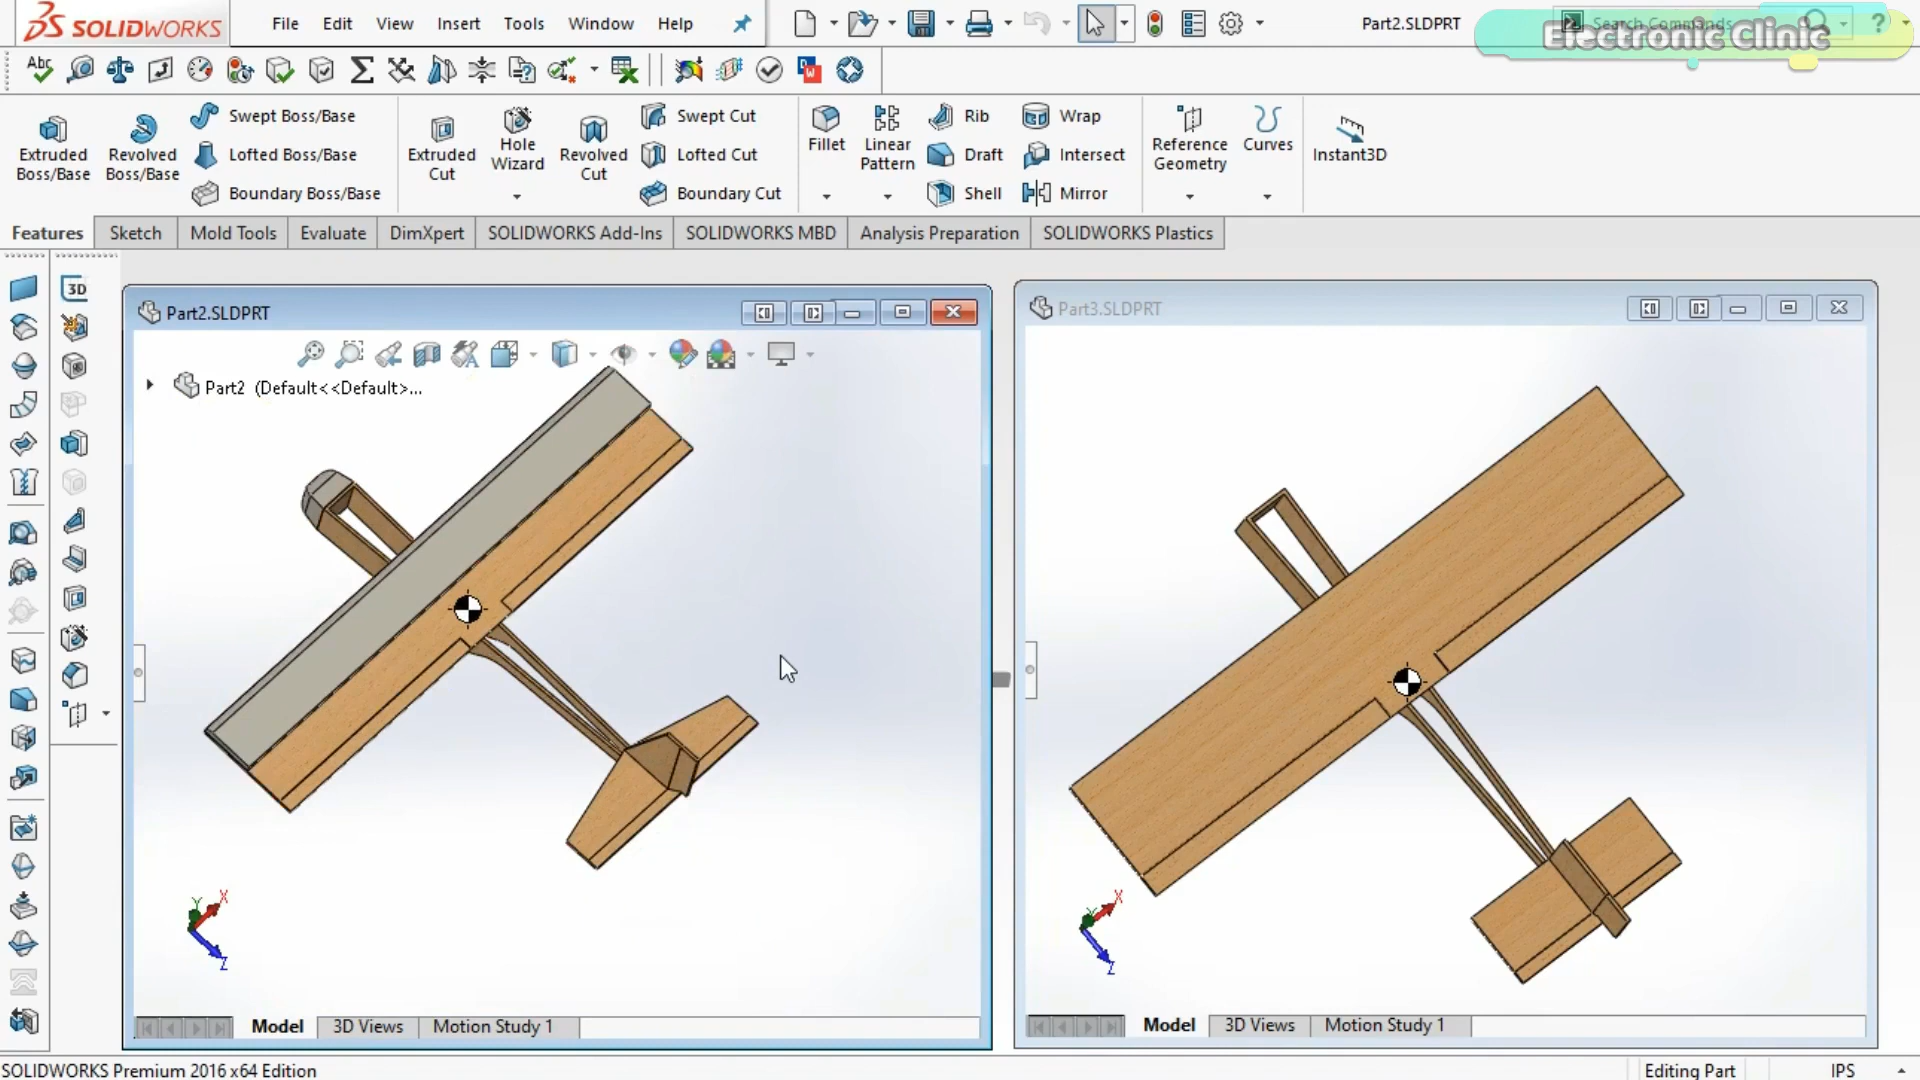 SOLIDWORKS File Edit View Insert Tools Window Help Part2.SLDPRT Search Commands ?
Electronic Clinic
Abc
Extruded Boss/Base
Revolved Boss/Base
Swept Boss/Base
Lofted Boss/Base
Boundary Boss/Base
Extruded Cut
Hole Wizard
Revolved Cut
Swept Cut
Lofted Cut
Boundary Cut
Fillet
Linear Pattern
Rib
Draft
Shell
Wrap
Intersect
Mirror
Reference Geometry
Curves
Instant3D
Features Sketch Mold Tools Evaluate DimXpert SOLIDWORKS Add-Ins SOLIDWORKS MBD Analysis Preparation SOLIDWORKS Plastics
3D
Part2.SLDPRT
Part2 (Default<<Default>...
Y X
Z
Model 3D Views Motion Study 1
Part3.SLDPRT
Y X
Z
Model 3D Views Motion Study 1
SOLIDWORKS Premium 2016 x64 Edition Editing Part IPS